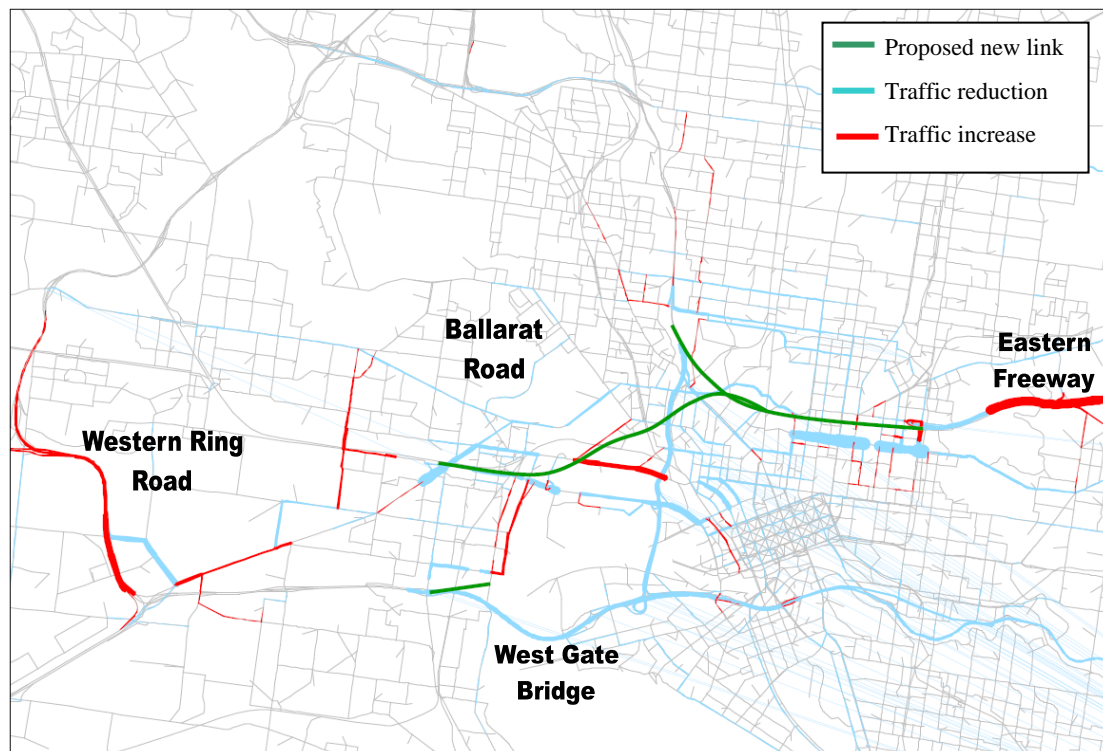 Proposed new link
Traffic reduction
Traffic increase
Ballarat
Road
Eastern
Freeway
Western Ring
Road
West Gate
Bridge